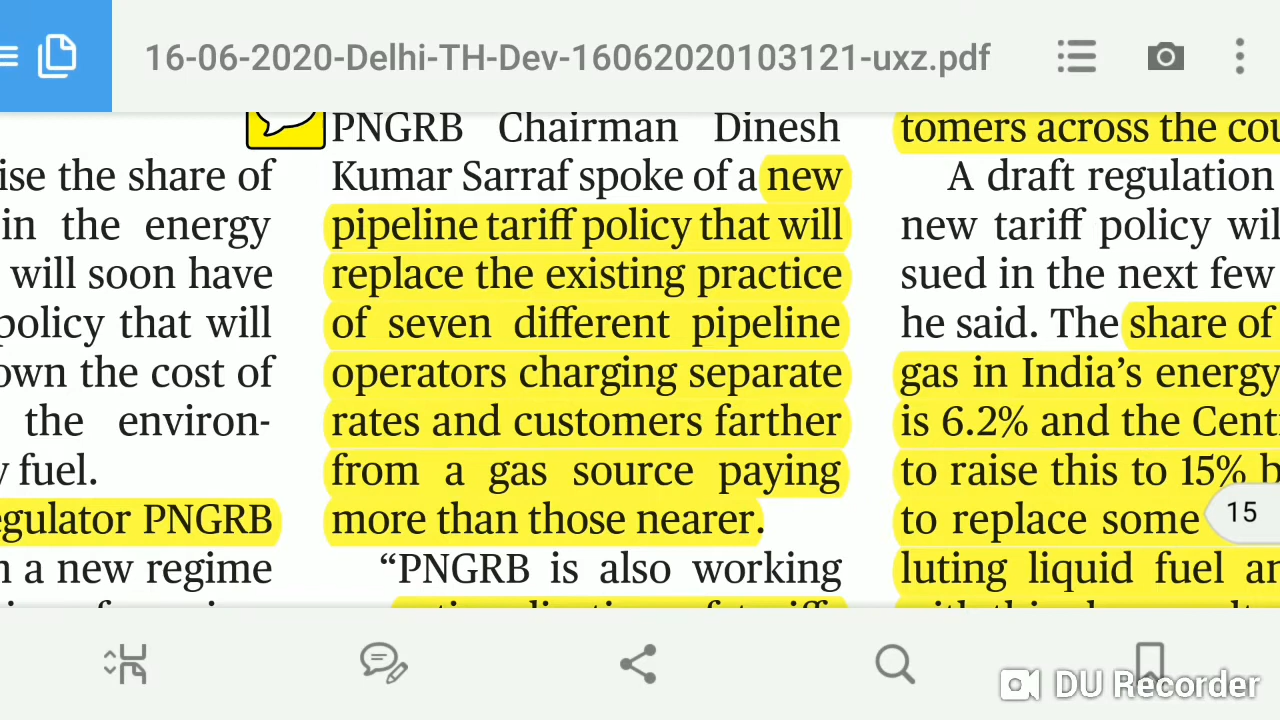 16-06-2020-Delhi-TH-Dev-16062020103121-uxz.pdf
ise the share of
in the energy
will soon have
policy that will
own the cost of
the environ-
fuel.
egulator PNGRB
a new regime
PNGRB Chairman Dinesh
Kumar Sarraf spoke of a new
pipeline tariff policy that will
replace the existing practice
of seven different pipeline
operators charging separate
rates and customers farther
from a gas source paying
more than those nearer.
“PNGRB is also working
tomers across the cou
A draft regulation
new tariff policy wil
sued in the next few
he said. The share of
gas in India’s energy
is 6.2% and the Cent
to raise this to 15% b
to replace some
luting liquid fuel an
15
DU Recorder